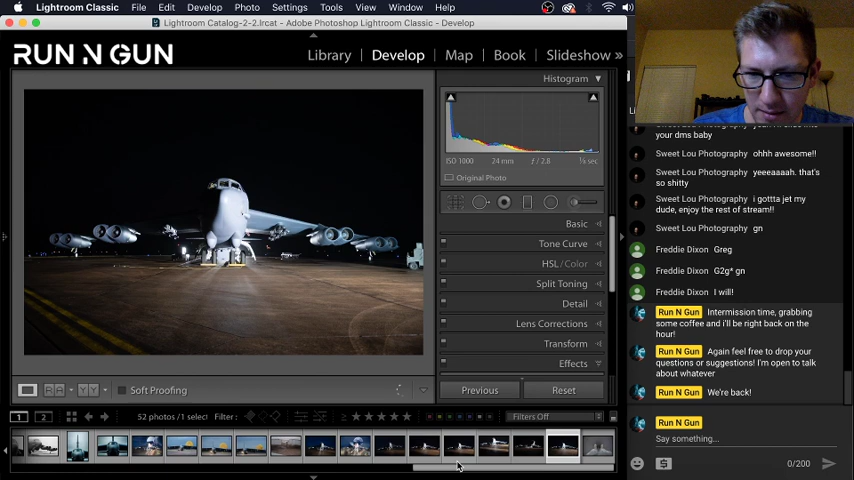 Lightroom Classic File Edit Develop Photo Settings Tools View Window Help
Lightroom Catalog-2-2.lrcat - Adobe Photoshop Lightroom Classic - Develop
RUN N GUN
Library | Develop | Map | Book | Slideshow »
Histogram
ISO 1000 24 mm f / 2.8 ⅛ sec
Original Photo
Basic
Tone Curve
HSL / Color
Split Toning
Detail
Lens Corrections
Transform
Effects
Previous Reset
Soft Proofing
1 2 52 photos /1 select Filter : Filters Off
your dms baby
Sweet Lou Photography ohhh awesome!!
Sweet Lou Photography yeeeaaaah. that's
so shitty
Sweet Lou Photography i gottta jet my
dude, enjoy the rest of stream!!
Sweet Lou Photography gn
Freddie Dixon Greg
Freddie Dixon G2g* gn
Freddie Dixon I will!
Run N Gun Intermission time, grabbing
some coffee and i'll be right back on the
hour!
Run N Gun Again feel free to drop your
questions or suggestions! I'm open to talk
about whatever
Run N Gun We're back!
Run N Gun
Say something...
0/200